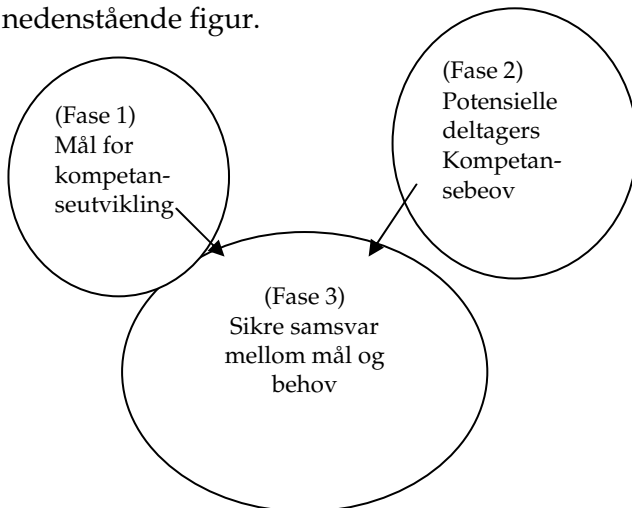 nedenstående figur.
(Fase 1)
Mål for
kompetan-
seutvikling
(Fase 2)
Potensielle
deltagers
Kompetan-
sebeov
(Fase 3)
Sikre samsvar
mellom mål og
behov